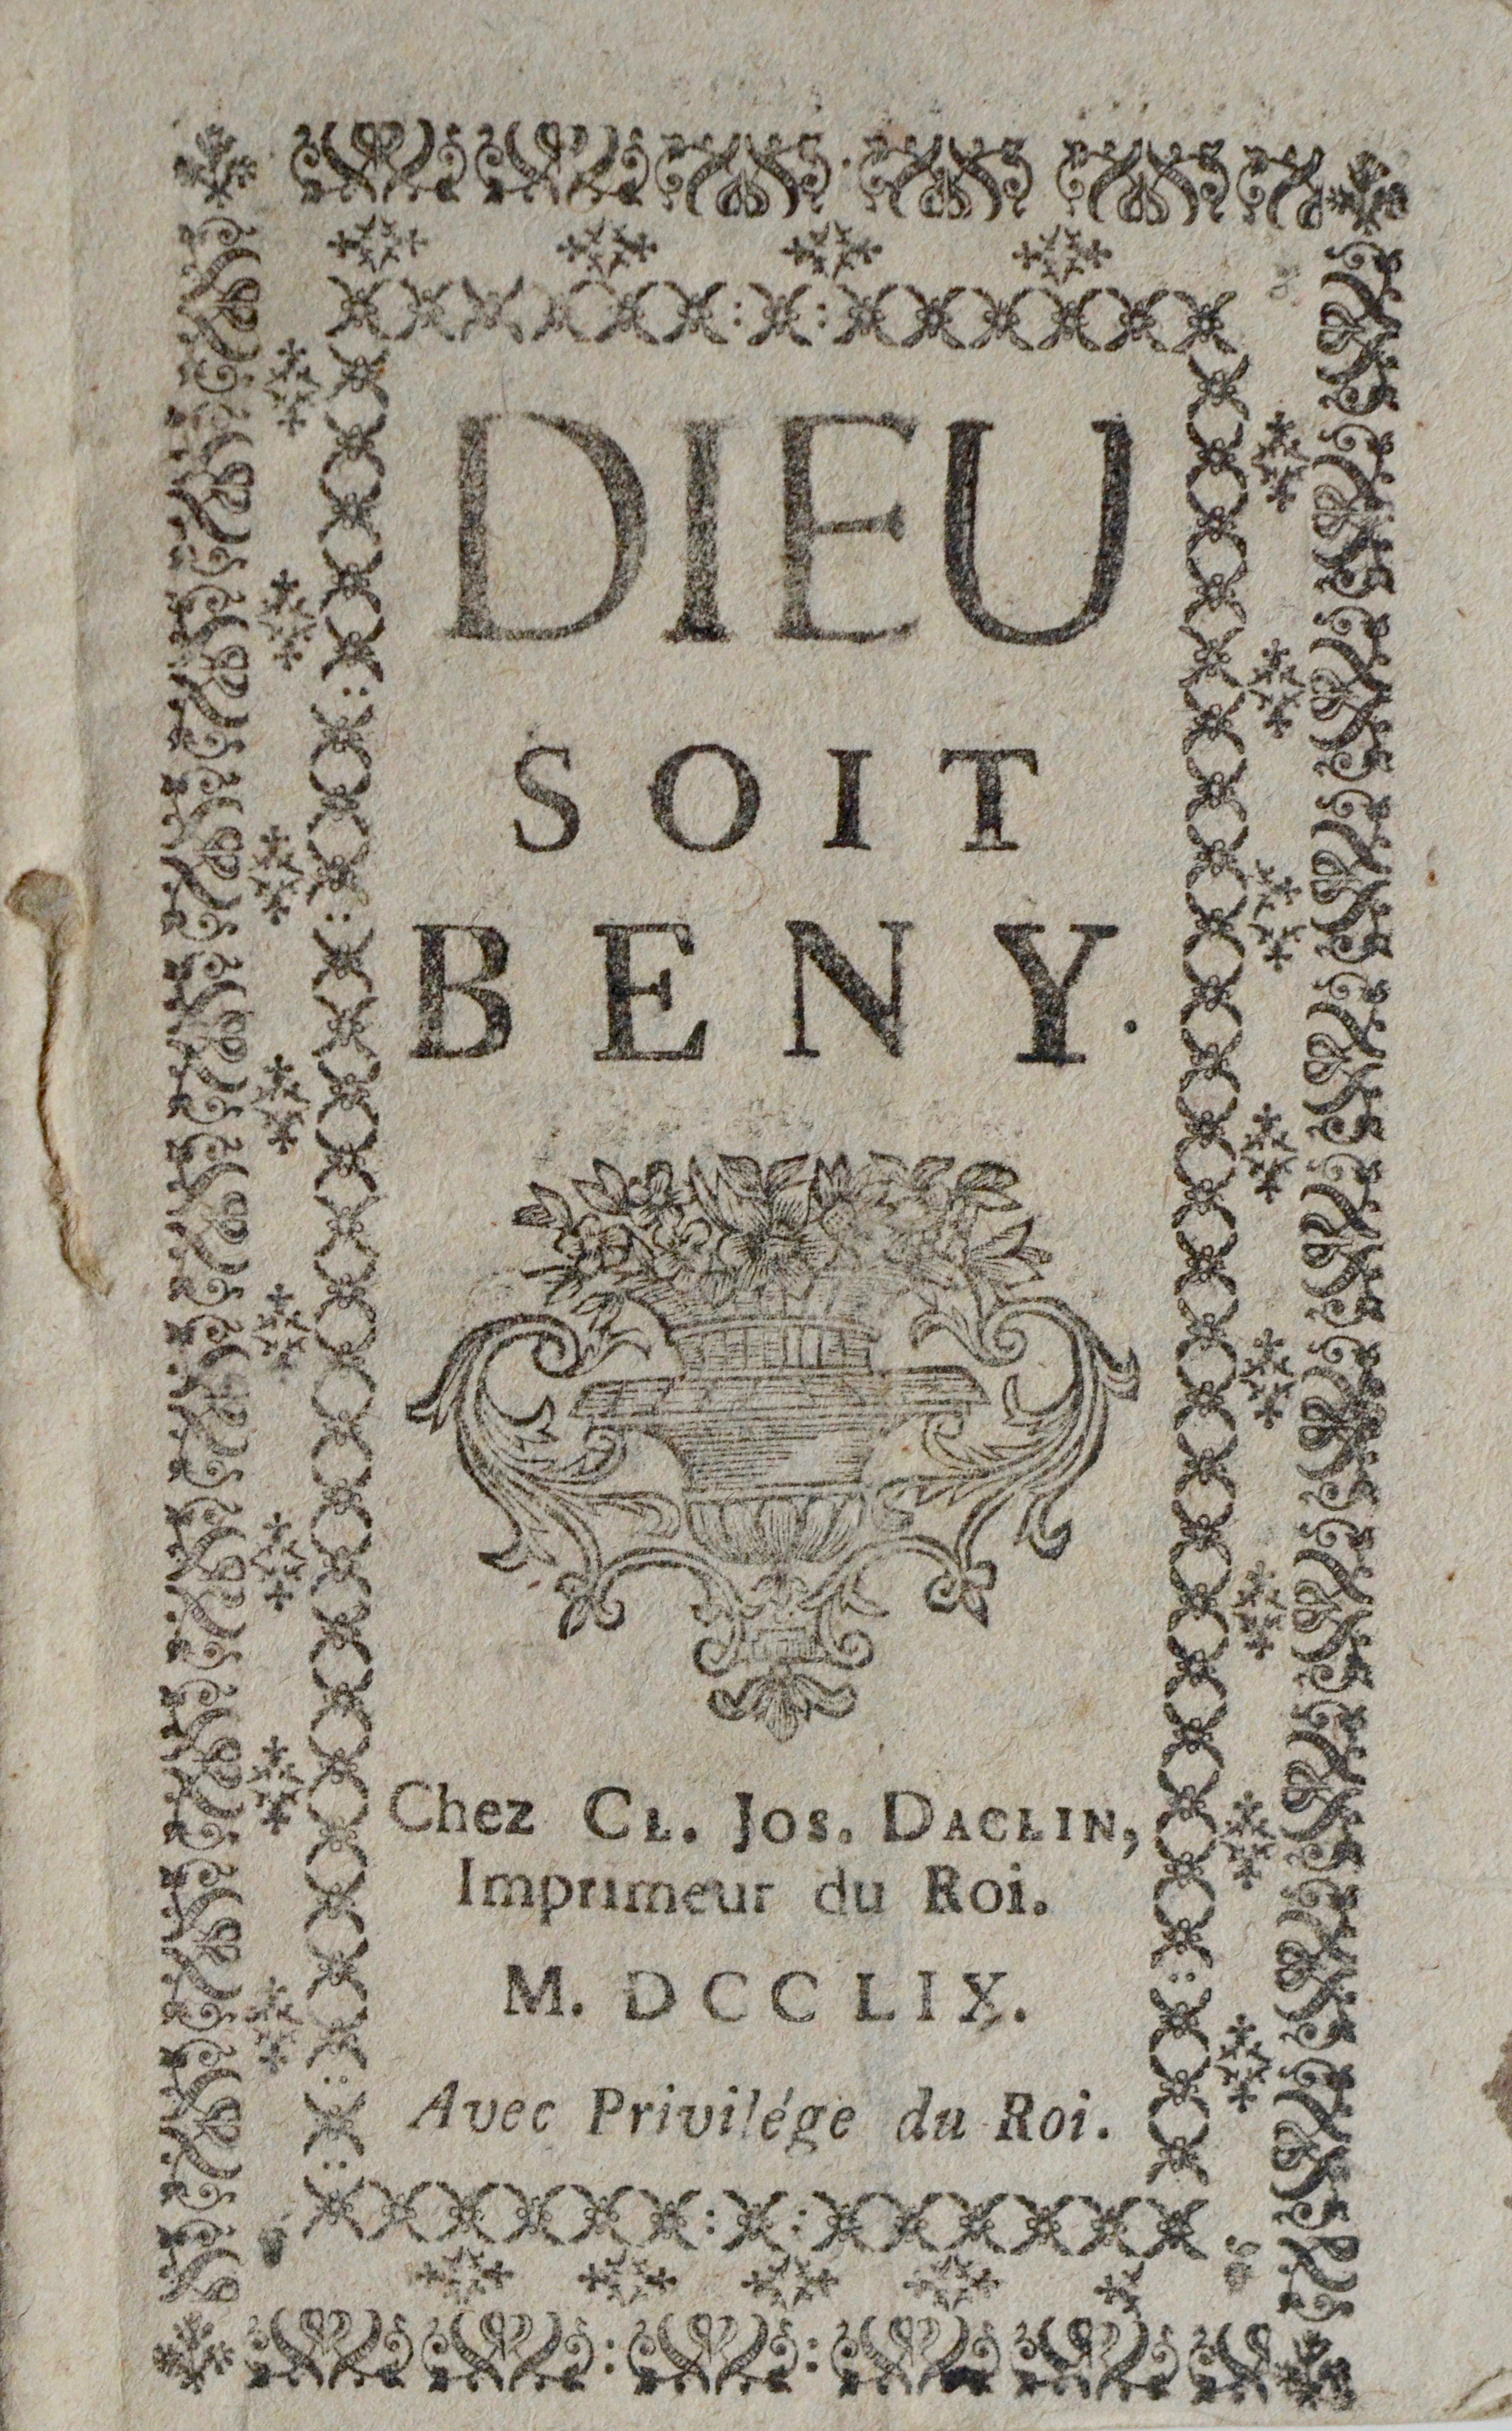 DIEU
SOIT
BENY.
Chez CL. JOS. DACLIN,
Imprimeur du Roi.
M. DCCLIX.
Avec Privilége du Roi.